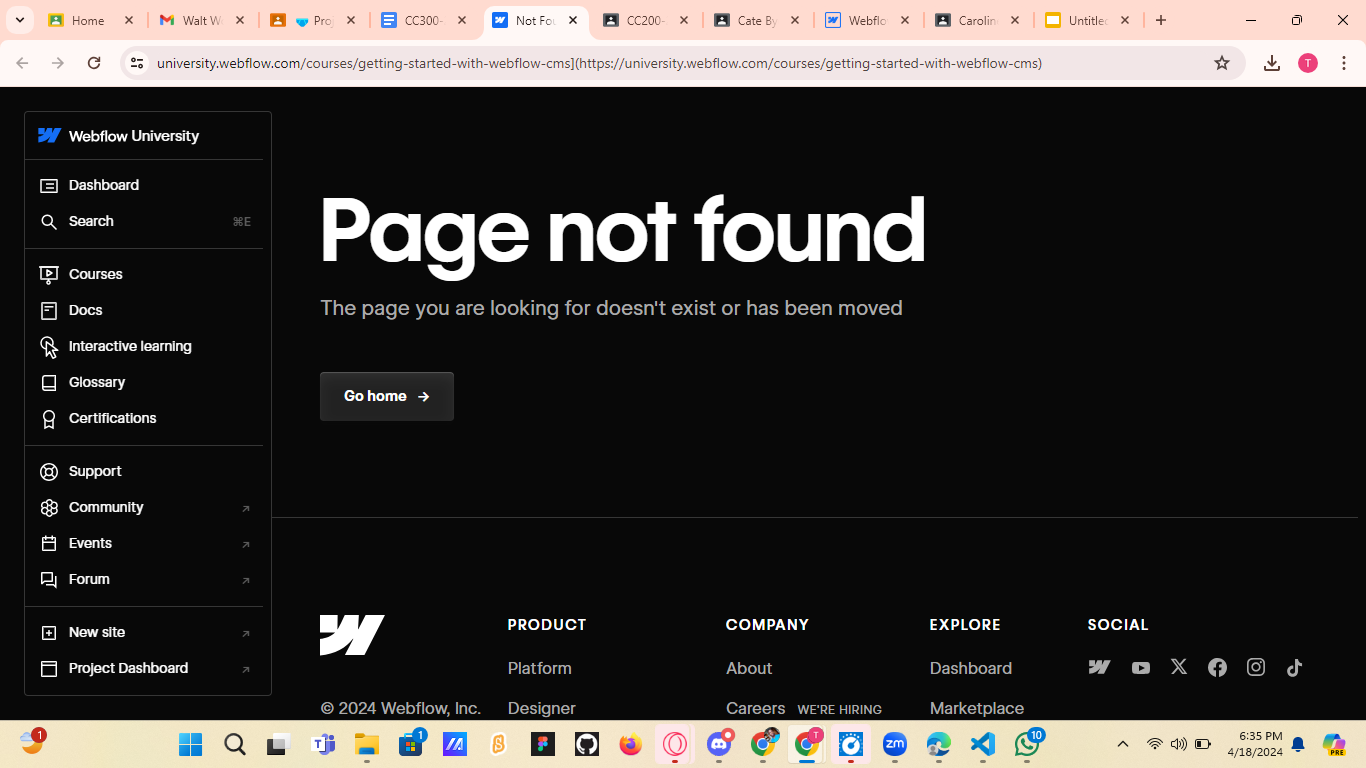 Home
Walt W
Pro
CC300-
Not Fou
CC200-
Cate By
Webflo
Caroline
Untitle
university.webflow.com/courses/getting-started-with-webflow-cms](https://university.webflow.com/courses/getting-started-with-webflow-cms)
T
Webflow University
Dashboard
Search ⌘E
Courses
Docs
Interactive learning
Glossary
Certifications
Support
Community
Events
Forum
New site
Project Dashboard
Page not found
The page you are looking for doesn't exist or has been moved
Go home →
PRODUCT
Platform
Designer
COMPANY
About
Careers WE'RE HIRING
EXPLORE
Dashboard
Marketplace
SOCIAL
© 2024 Webflow, Inc.
1
1
T
zm
10
6:35 PM
4/18/2024
PRE